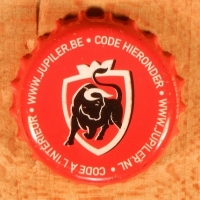 WWW.JUPILER.BE • CODE HIERONDER • WWW.JUPILER.NL • CODE À L'INTÉRIEUR •